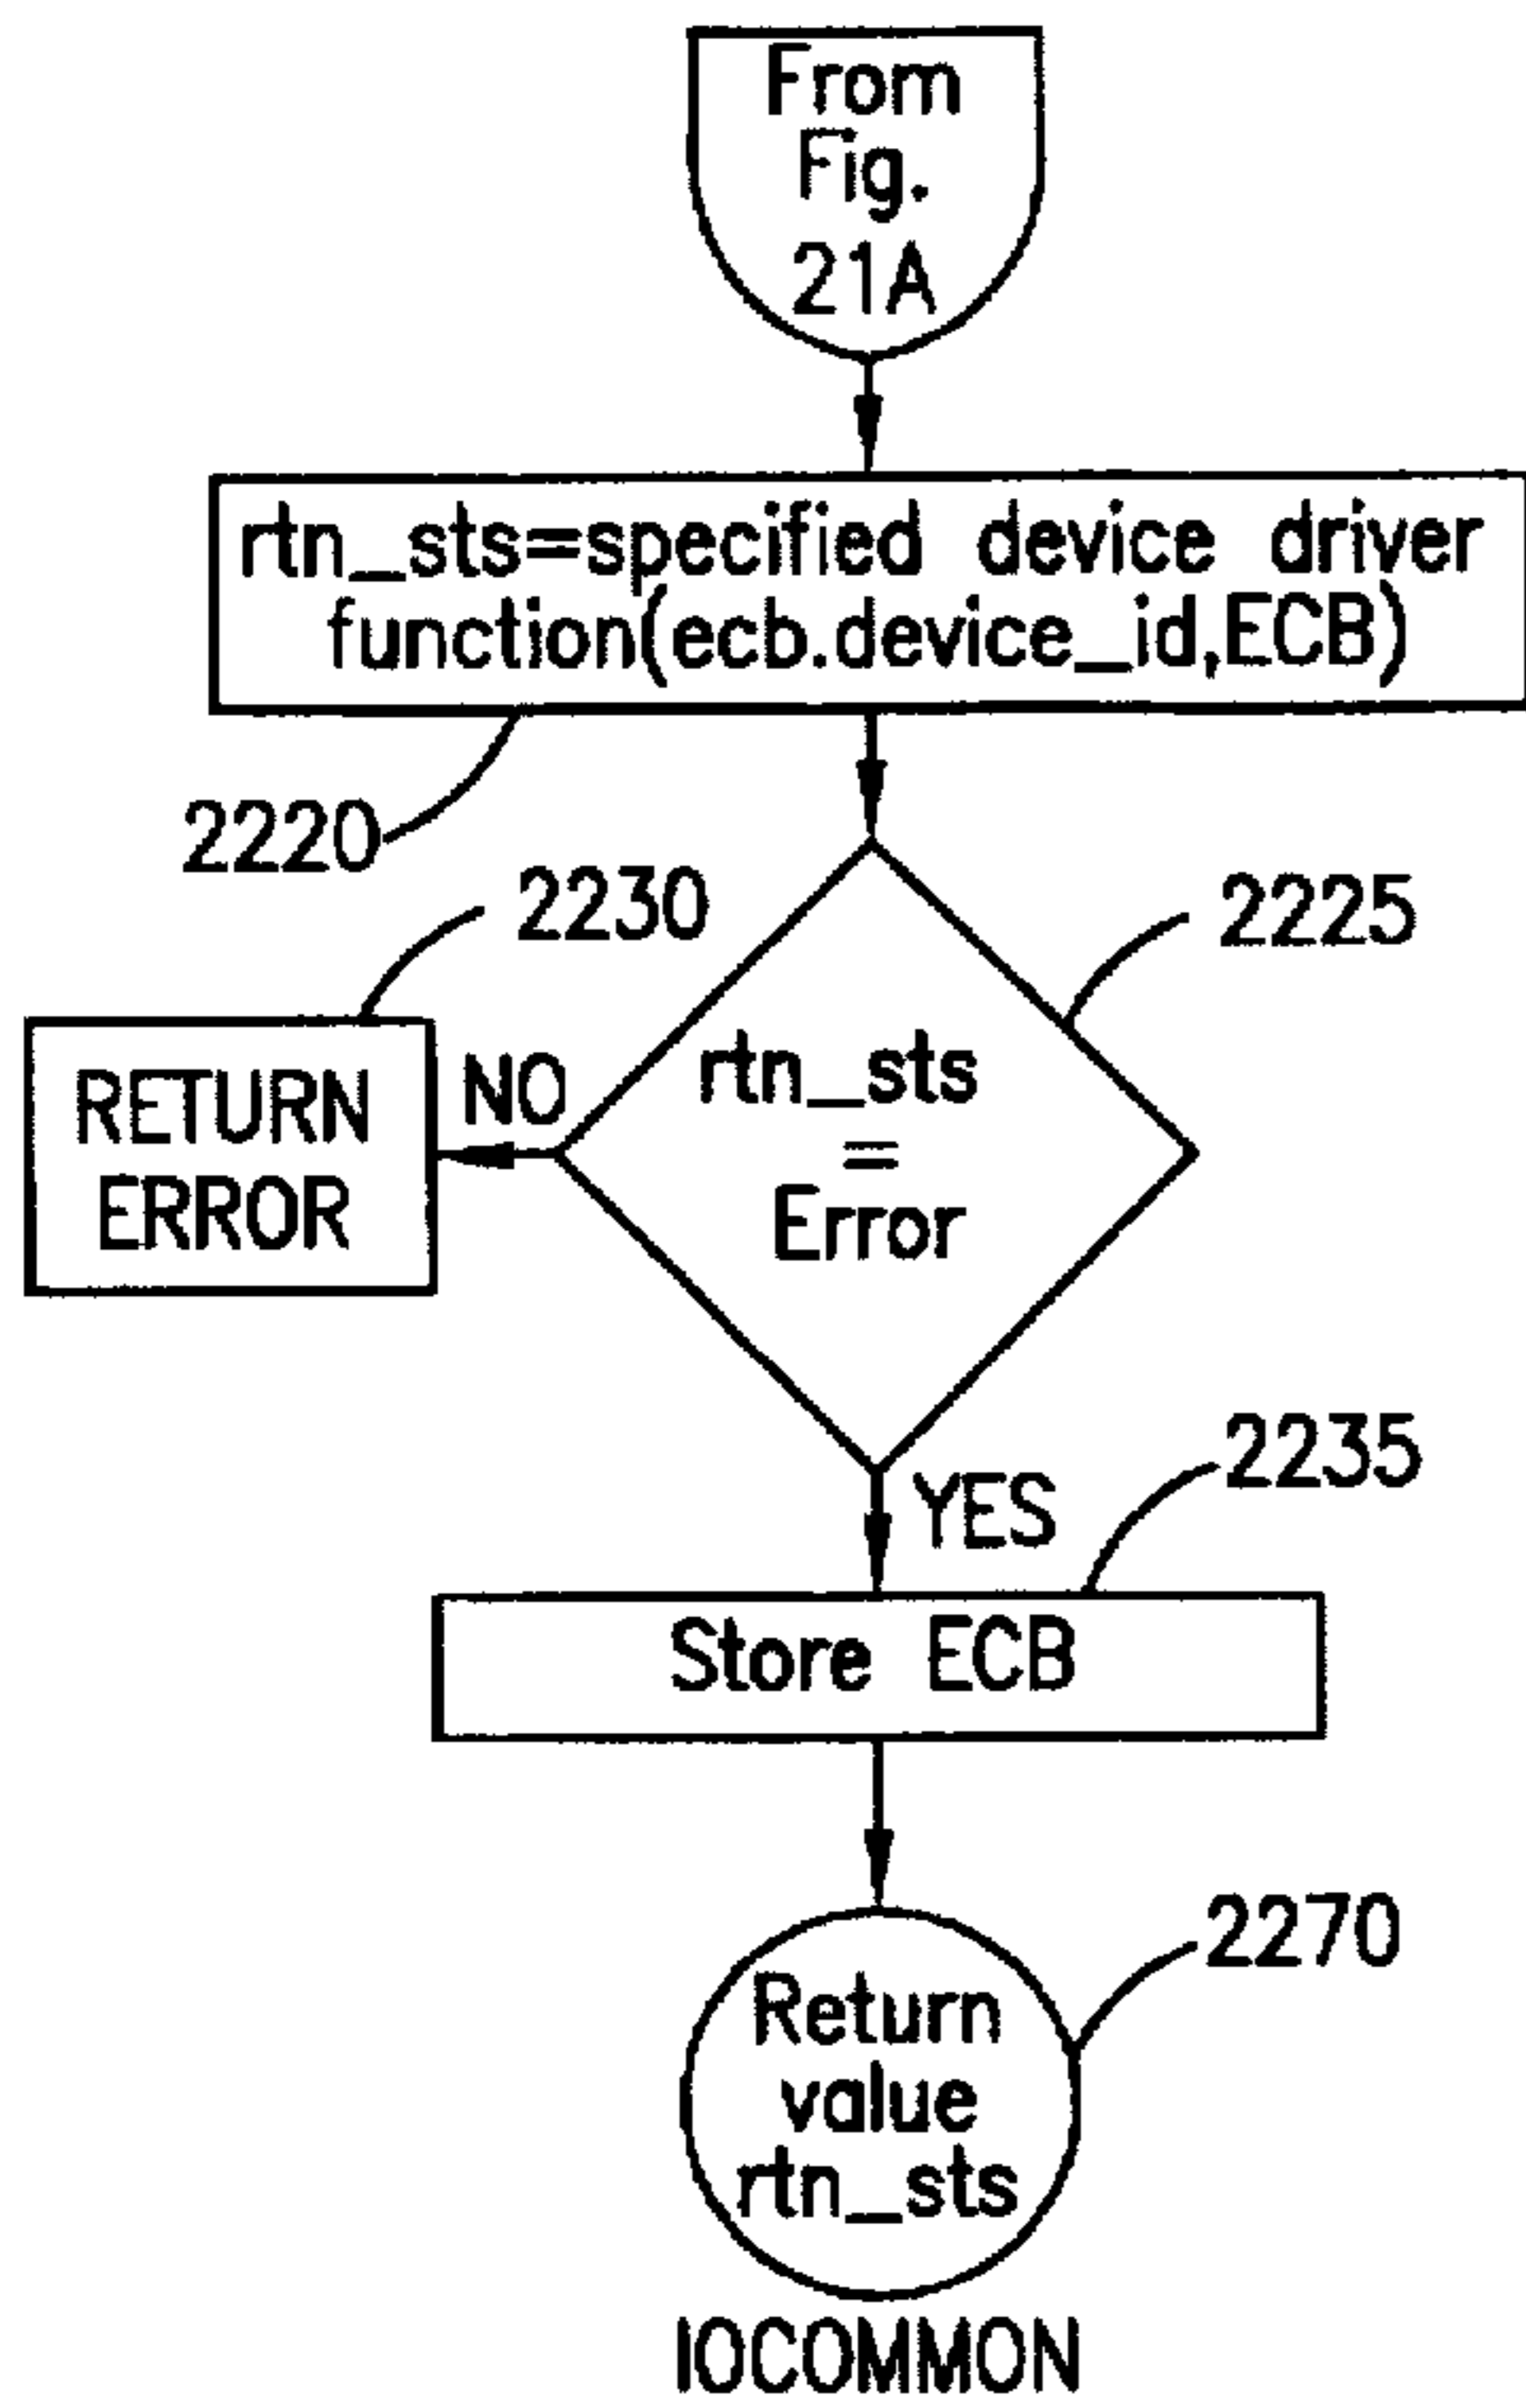 From
Fig.
21A
rtn_sts=specified device driver
function(ecb.device_id,ECB)
2220
2230
2225
RETURN
ERROR
NO
rtn_sts
=
Error
YES
2235
Store ECB
2270
Return
value
rtn_sts
IOCOMMON